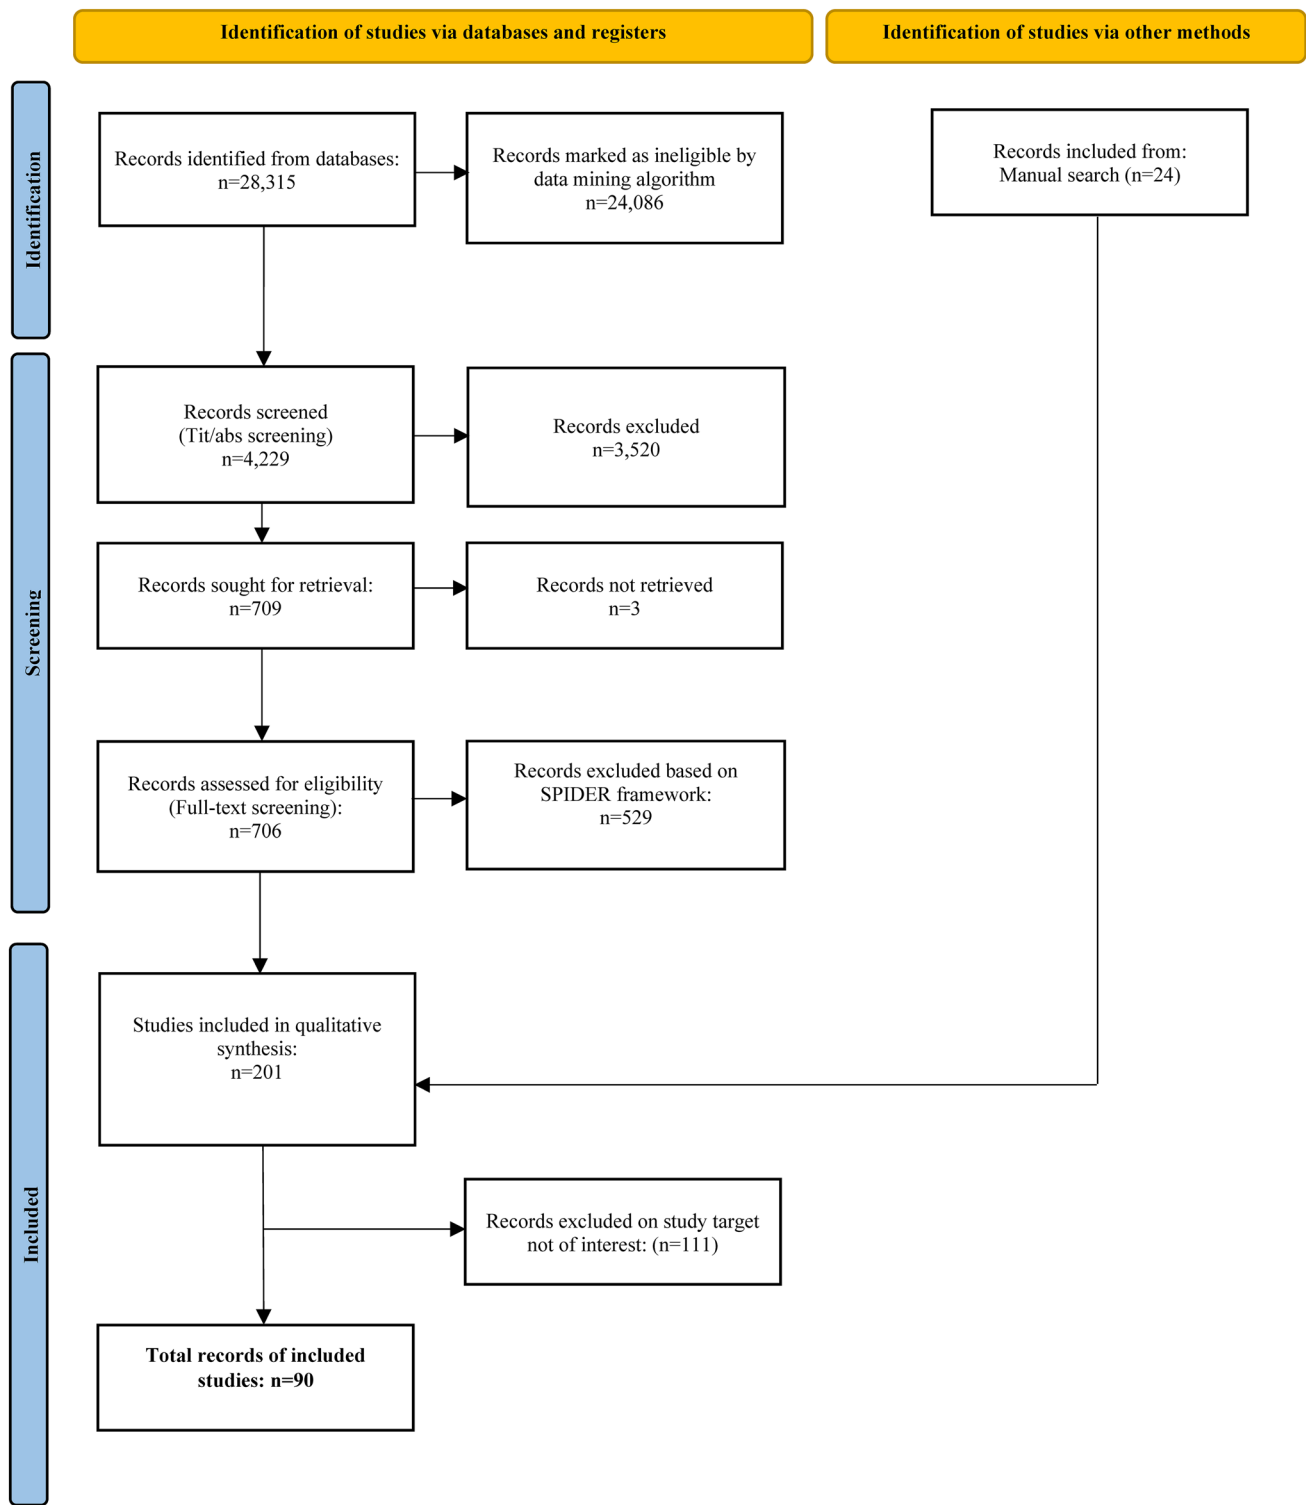 Identification of studies via databases and registers
Identification of studies via other methods
Identification
Records identified from databases:
n=28,315
Records marked as ineligible by
data mining algorithm
n=24,086
Records included from:
Manual search (n=24)
Screening
Records screened
(Tit/abs screening)
n=4,229
Records excluded
n=3,520
Records sought for retrieval:
n=709
Records not retrieved
n=3
Records assessed for eligibility
(Full-text screening):
n=706
Records excluded based on
SPIDER framework:
n=529
Included
Studies included in qualitative
synthesis:
n=201
Records excluded on study target
not of interest: (n=111)
Total records of included
studies: n=90